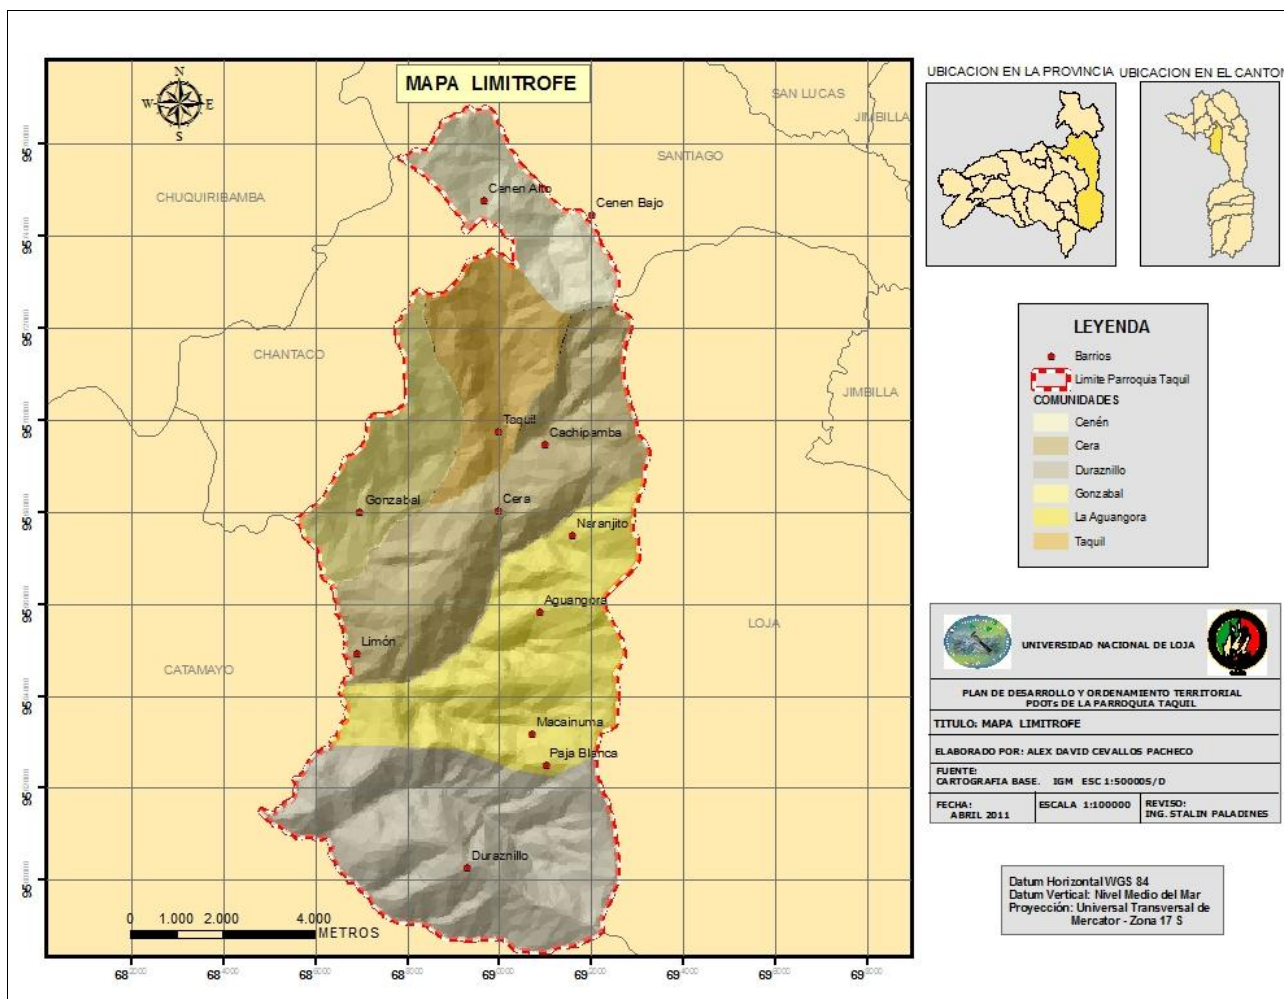 MAPA LIMITROFE
N
W
E
S
SAN LUCAS
JIMBILLA
SANTIAGO
CHUQUIRIBAMBA
Cenen Alto
Cenen Bajo
CHANTACO
JIMBILLA
Taquil
Cachipamba
Gonzabal
Cera
Naranjito
Aguangora
LOJA
Limón
CATAMAYO
Macainuma
Paja Blanca
Duraznillo
0 1.000 2.000 4.000
METROS
UBICACION EN LA PROVINCIA
UBICACION EN EL CANTON
LEYENDA
Barrios
Limite Parroquia Taquil
COMUNIDADES
Cenén
Cera
Duraznillo
Gonzabal
La Aguangora
Taquil
UNIVERSIDAD NACIONAL DE LOJA
PLAN DE DESARROLLO Y ORDENAMIENTO TERRITORIAL
PDOTs DE LA PARROQUIA TAQUIL
TITULO: MAPA LIMITROFE
ELABORADO POR: ALEX DAVID CEVALLOS PACHECO
FUENTE:
CARTOGRAFIA BASE. IGM ESC 1:50000S/D
FECHA:
ABRIL 2011
ESCALA 1:100000
REVISO:
ING. STALIN PALADINES
Datum Horizontal WGS 84
Datum Vertical: Nivel Medio del Mar
Proyección: Universal Transversal de
Mercator - Zona 17 S